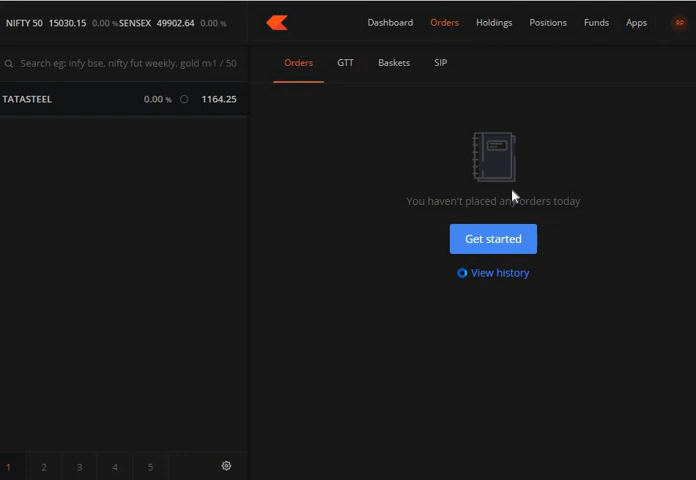 NIFTY 50 15030.15 0.00 % SENSEX 49902.64 0.00 %
Dashboard Orders Holdings Positions Funds Apps RP
Search eg: infy bse, nifty fut weekly, gold m 1 / 50
Orders GTT Baskets SIP
TATASTEEL 0.00 % 1164.25
You haven't placed any orders today
Get started
View history
1 2 3 4 5